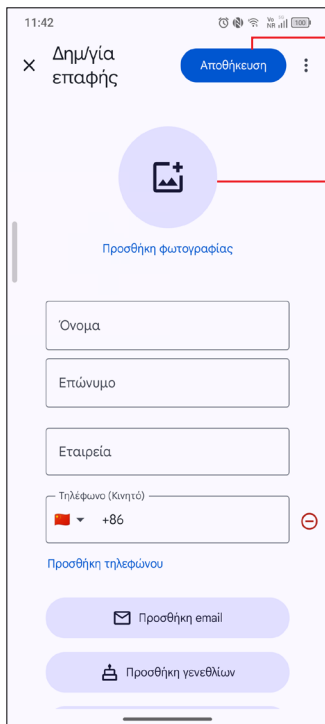 11:42
Vo NR 100
Δημ/γία
επαφής
Αποθήκευση
Προσθήκη φωτογραφίας
Όνομα
Επώνυμο
Εταιρεία
Τηλέφωνο (Κινητό)
+86
Προσθήκη τηλεφώνου
Προσθήκη email
Προσθήκη γενεθλίων